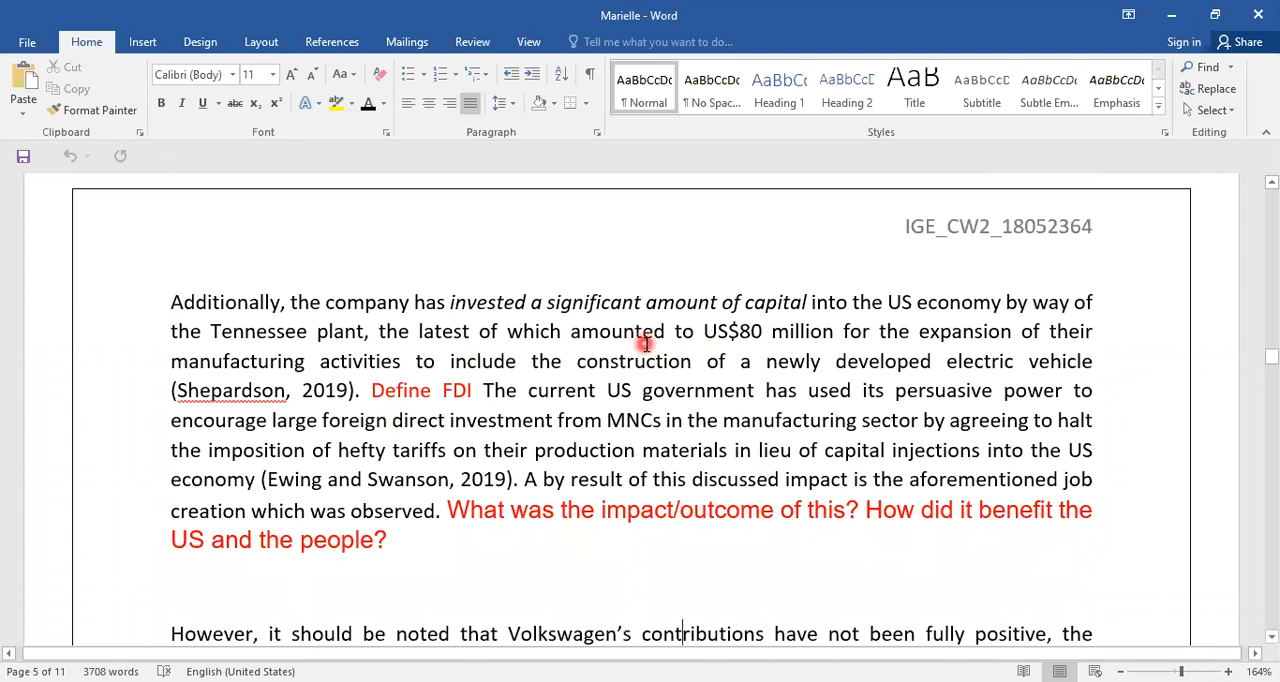 Marielle - Word
File Home Insert Design Layout References Mailings Review View Tell me what you want to do... Sign in Share
Paste Cut Copy Format Painter Clipboard
Calibri (Body) 11 Aa B I U abc x₂ x² A ab A Font
Paragraph
AaBbCcDc ¶ Normal
AaBbCcDc ¶ No Spac...
AaBbC Heading 1
AaBbCc Heading 2
AaB Title
AaBbCcD Subtitle
AaBbCcDc Subtle Em...
AaBbCcDc Emphasis
Styles
Find Replace Select Editing
IGE_CW2_18052364
Additionally, the company has invested a significant amount of capital into the US economy by way of
the Tennessee plant, the latest of which amounted to US$80 million for the expansion of their
manufacturing activities to include the construction of a newly developed electric vehicle
(Shepardson, 2019). Define FDI The current US government has used its persuasive power to
encourage large foreign direct investment from MNCs in the manufacturing sector by agreeing to halt
the imposition of hefty tariffs on their production materials in lieu of capital injections into the US
economy (Ewing and Swanson, 2019). A by result of this discussed impact is the aforementioned job
creation which was observed. What was the impact/outcome of this? How did it benefit the
US and the people?
However, it should be noted that Volkswagen’s contributions have not been fully positive, the
Page 5 of 11 3708 words English (United States) 164%